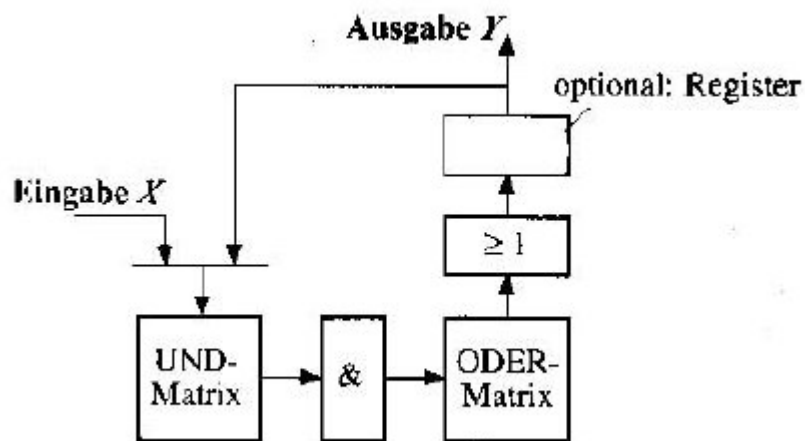 Ausgabe Y
optional: Register
Eingabe X
≥ 1
UND-
Matrix
&
ODER-
Matrix